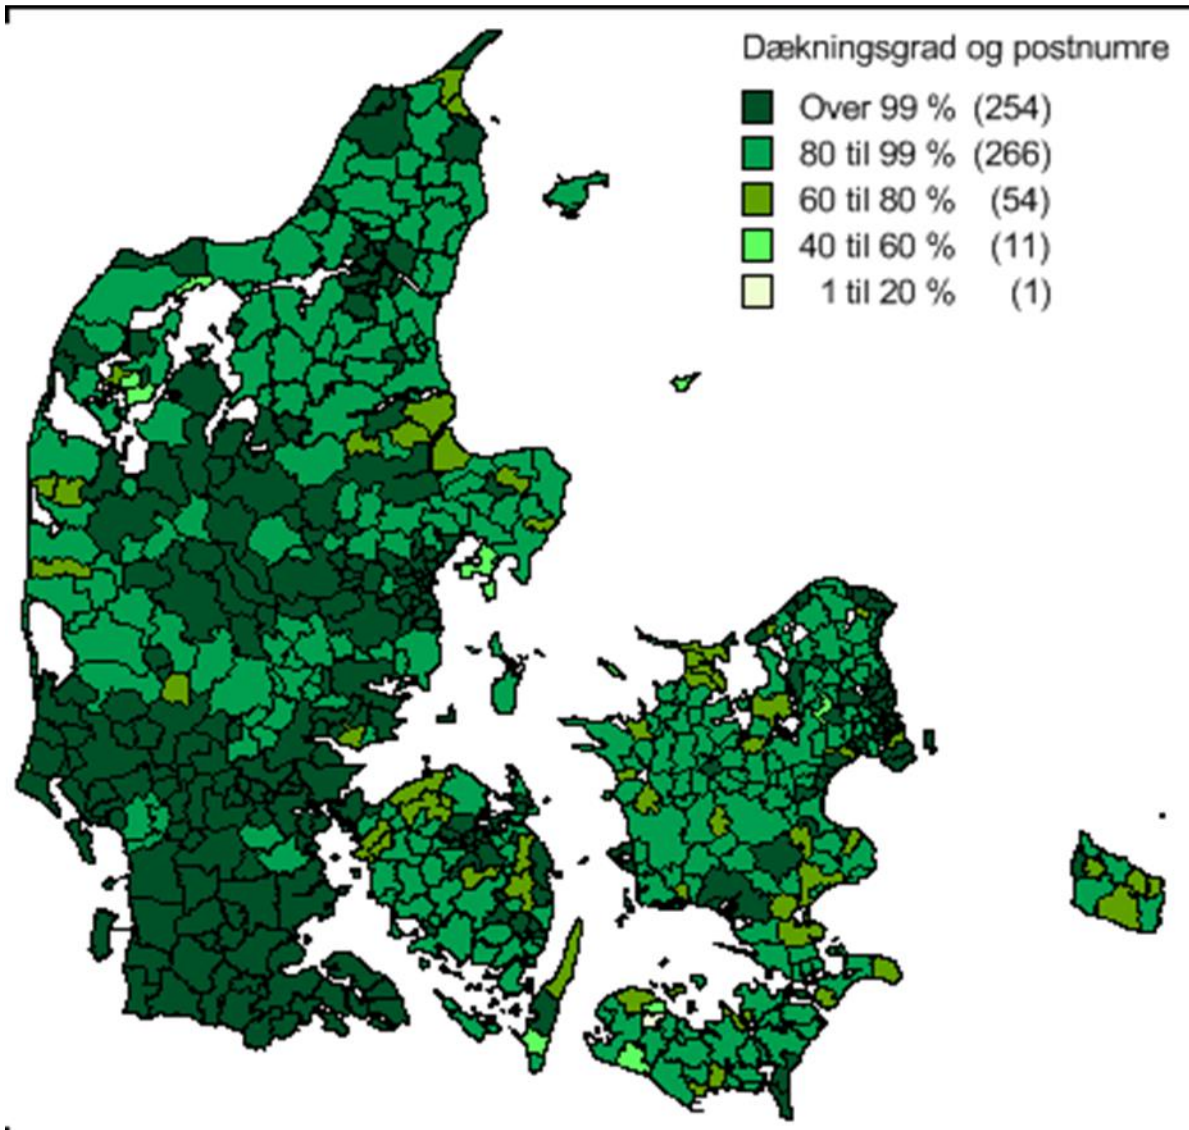 Dækningsgrad og postnumre
Over 99 % (254)
80 til 99 % (266)
60 til 80 % (54)
40 til 60 % (11)
1 til 20 % (1)